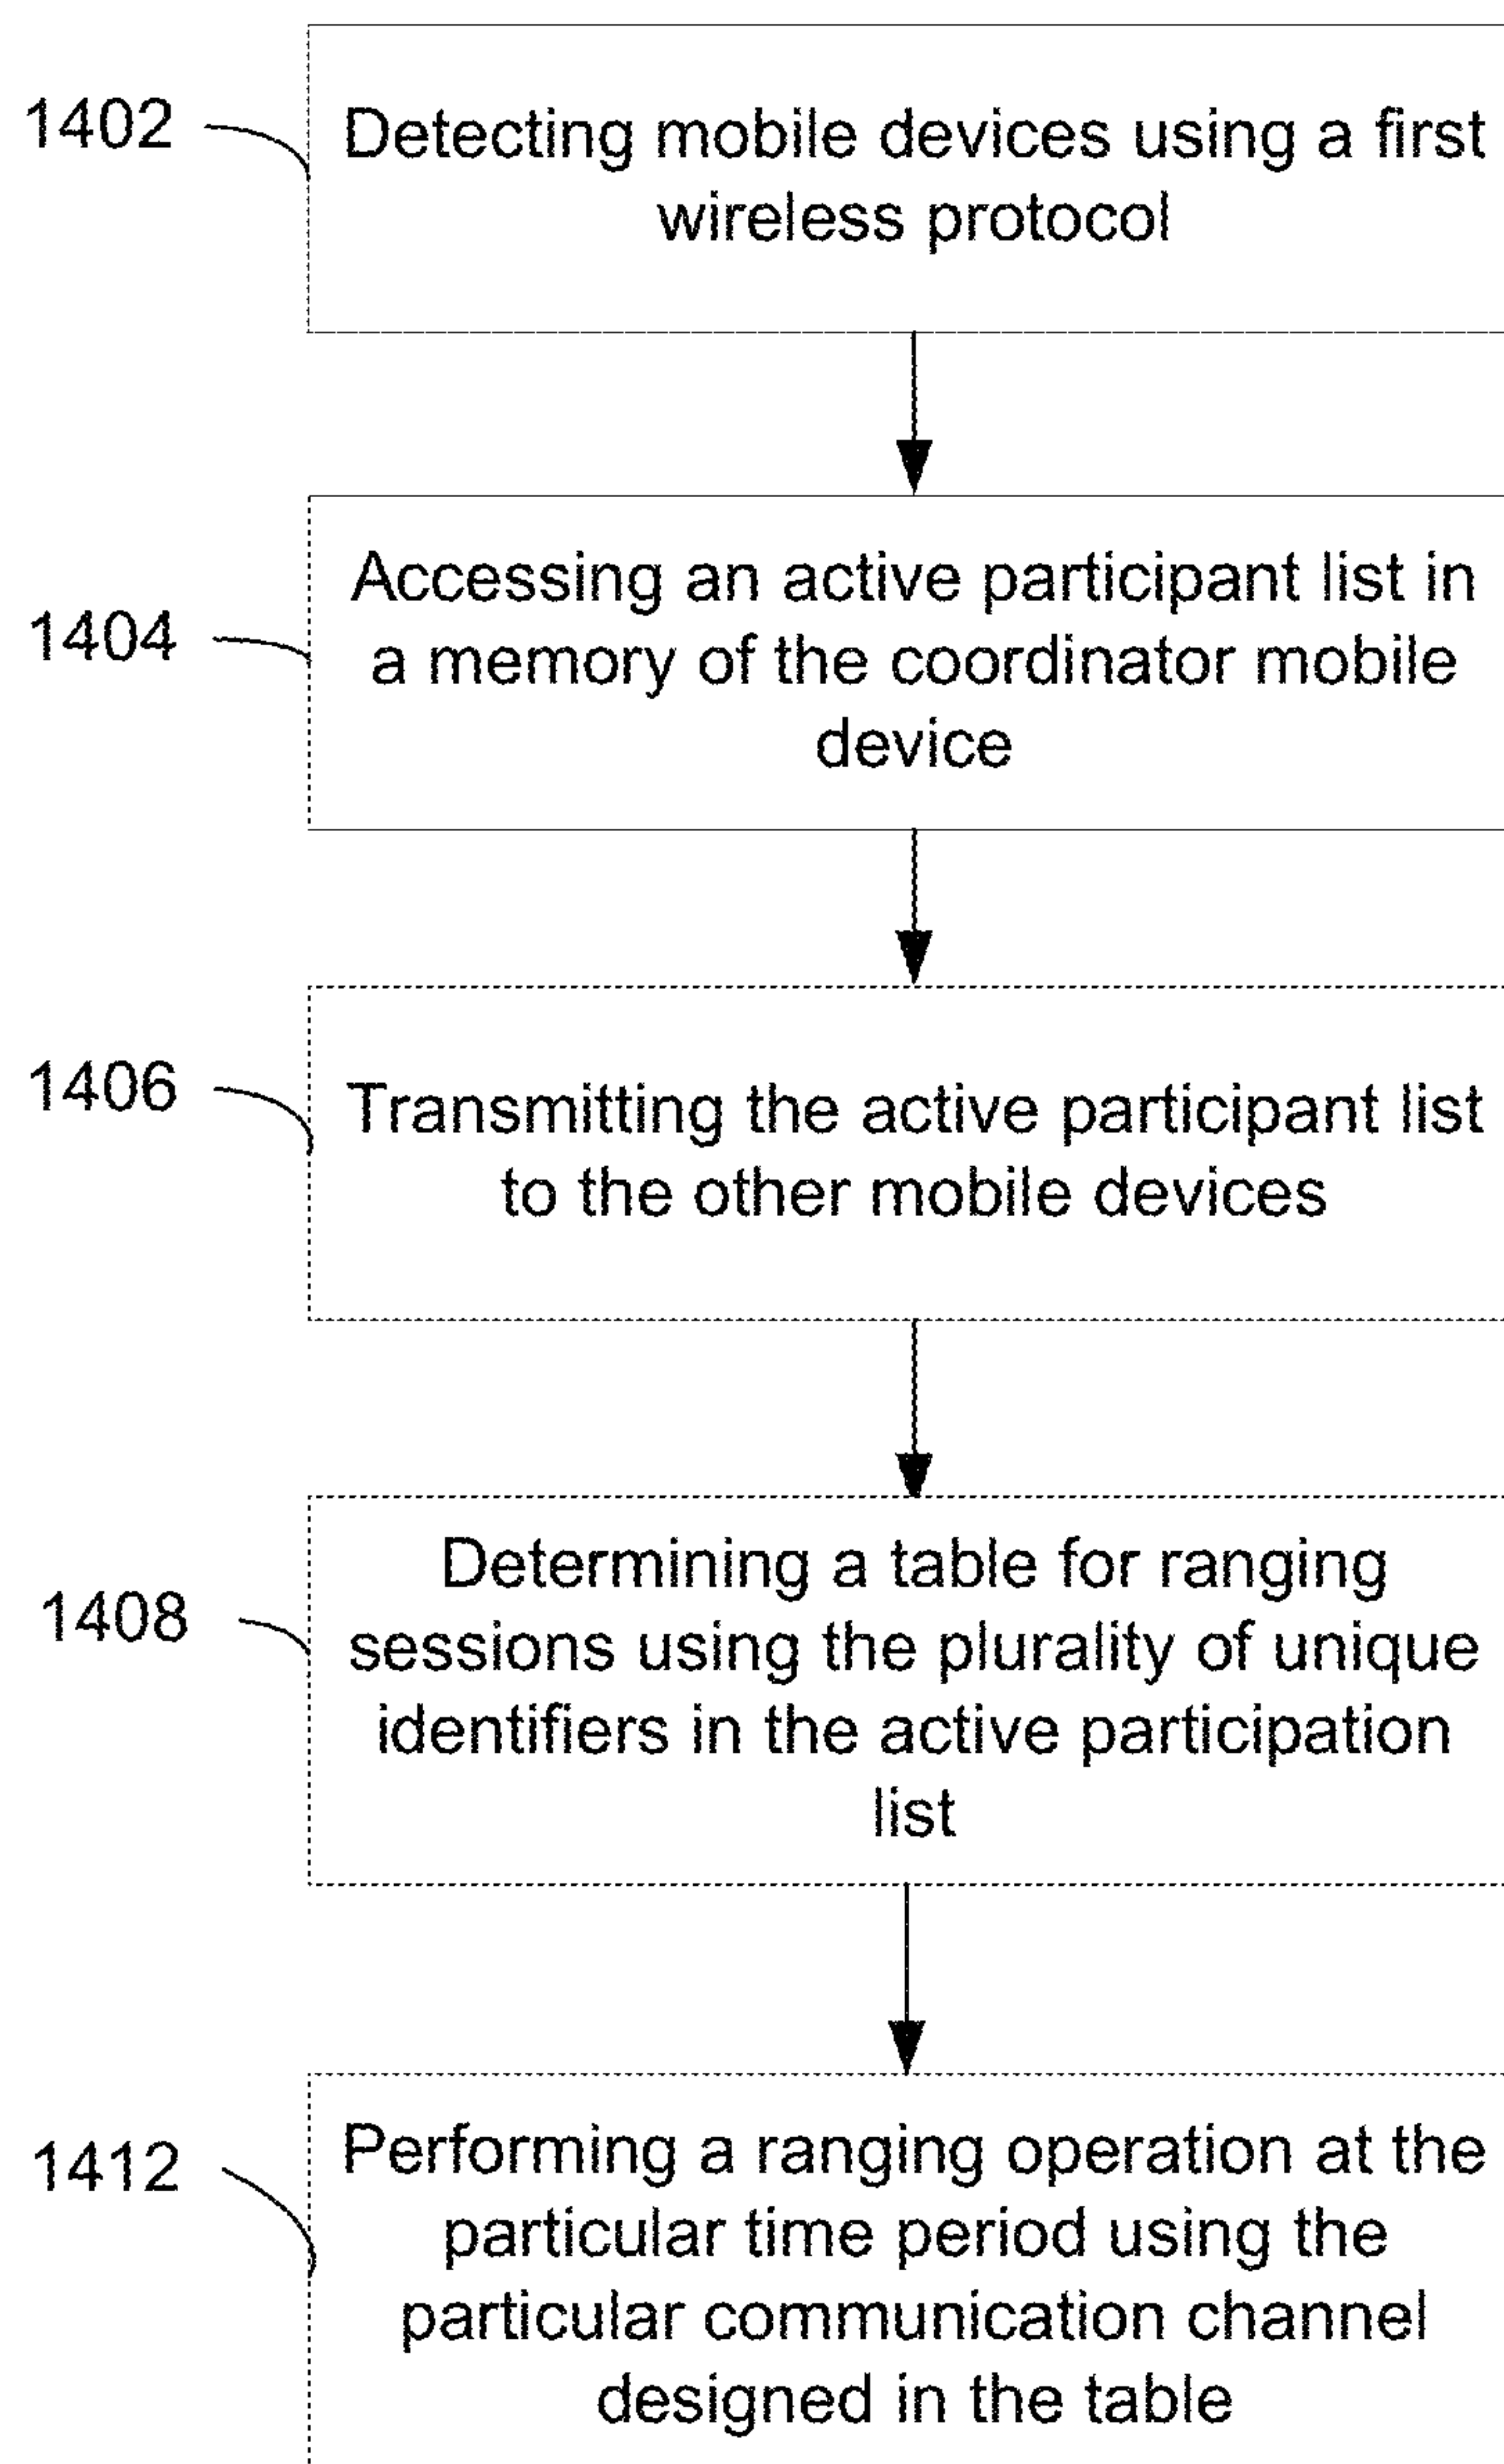 1402
Detecting mobile devices using a first
wireless protocol
Accessing an active participant list in
1404
a memory of the coordinator mobile
device
1406
Transmitting the active participant list
to the other mobile devices
Determining a table for ranging
1408
sessions using the plurality of unique
identifiers in the active participation
list
1412
Performing a ranging operation at the
particular time period using the
particular communication channel
designed in the table